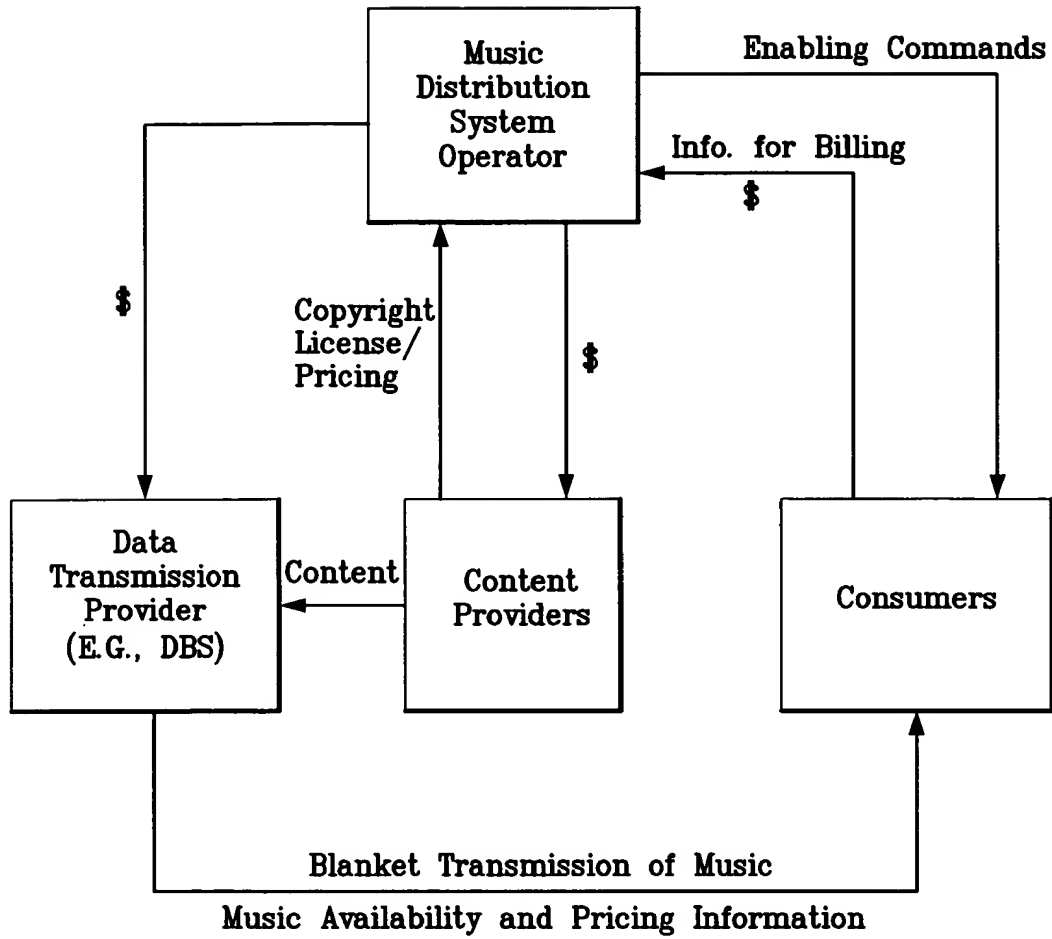 Music
Distribution
System
Operator
Enabling Commands
Info. for Billing
$
$
Copyright
License/
Pricing
$
Data
Transmission
Provider
(E.G., DBS)
Content
Content
Providers
Consumers
Blanket Transmission of Music
Music Availability and Pricing Information